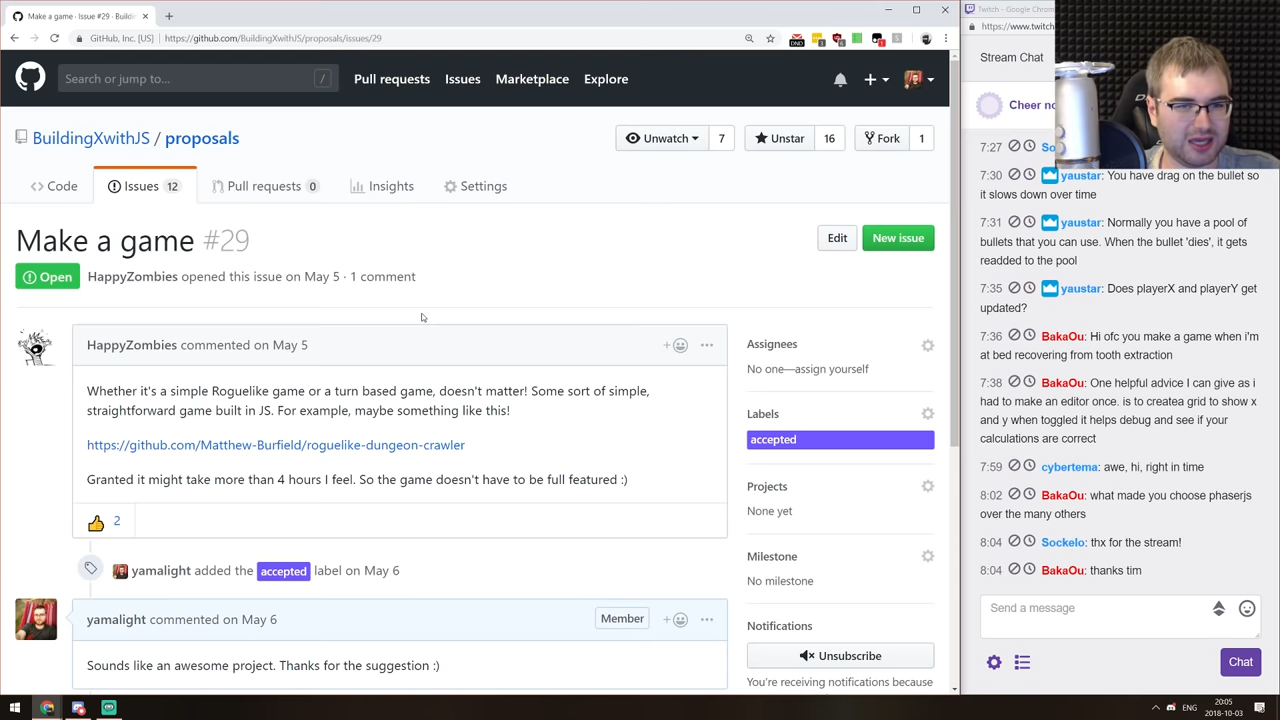 Make a game · Issue #29 · Buildin
GitHub, Inc. [US] | https://github.com/BuildingXwithJS/proposals/issues/29
Search or jump to...
/
Pull requests
Issues
Marketplace
Explore
BuildingXwithJS / proposals
Unwatch
7
Unstar
16
Fork
1
Code
Issues 12
Pull requests 0
Insights
Settings
Make a game #29
Edit
New issue
Open
HappyZombies opened this issue on May 5 · 1 comment
HappyZombies commented on May 5
Whether it's a simple Roguelike game or a turn based game, doesn't matter! Some sort of simple,
straightforward game built in JS. For example, maybe something like this!
https://github.com/Matthew-Burfield/roguelike-dungeon-crawler
Granted it might take more than 4 hours I feel. So the game doesn't have to be full featured :)
2
yamalight added the accepted label on May 6
yamalight commented on May 6
Member
Sounds like an awesome project. Thanks for the suggestion :)
Assignees
No one—assign yourself
Labels
accepted
Projects
None yet
Milestone
No milestone
Notifications
Unsubscribe
You're receiving notifications because
Twitch - Google Chrom
https://www.twitch
Stream Chat
Cheer no
7:27 So
7:30 yaustar: You have drag on the bullet so
it slows down over time
7:31 yaustar: Normally you have a pool of
bullets that you can use. When the bullet 'dies', it gets
readded to the pool
7:35 yaustar: Does playerX and playerY get
updated?
7:36 BakaOu: Hi ofc you make a game when i'm
at bed recovering from tooth extraction
7:38 BakaOu: One helpful advice I can give as i
had to make an editor once. is to createa grid to show x
and y when toggled it helps debug and see if your
calculations are correct
7:59 cybertema: awe, hi, right in time
8:02 BakaOu: what made you choose phaserjs
over the many others
8:04 Sockelo: thx for the stream!
8:04 BakaOu: thanks tim
Send a message
Chat
ENG
20:05
2018-10-03